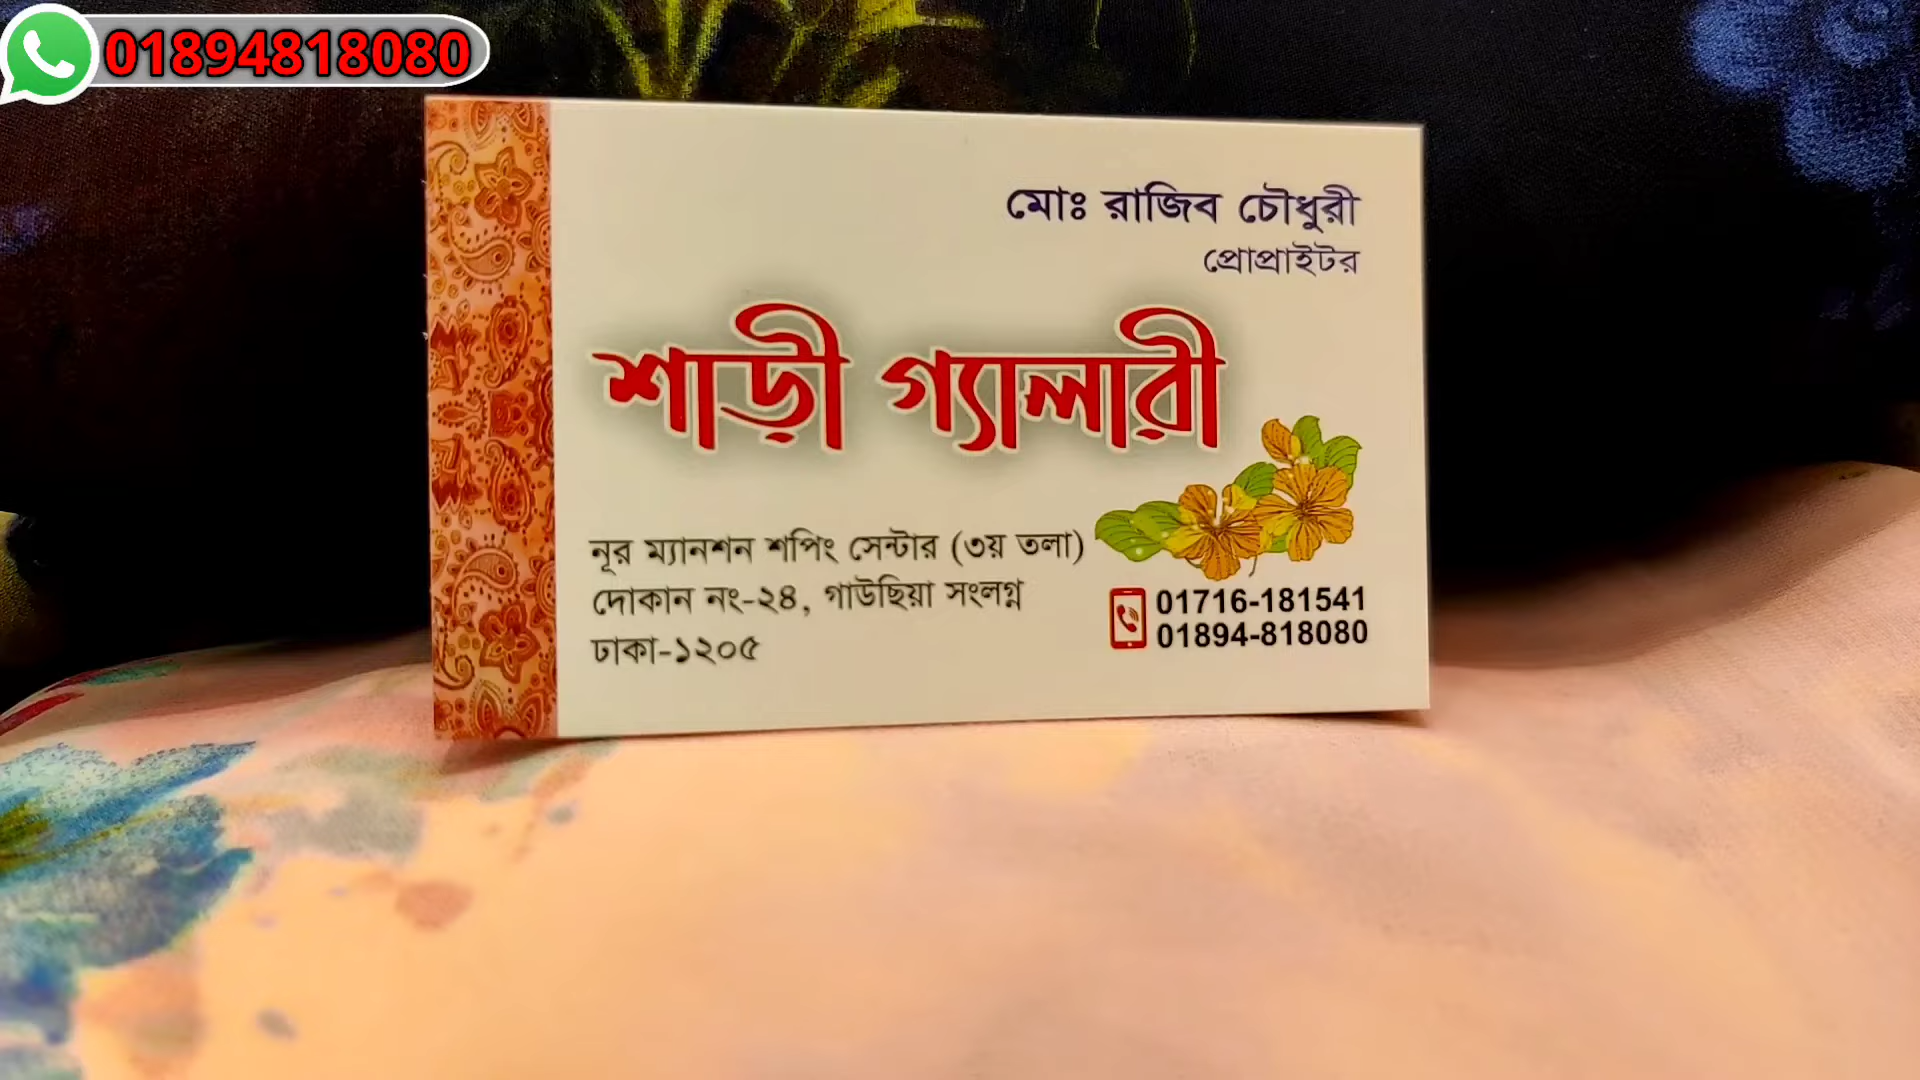 01894818080
মোঃ রাজিব চৌধুরী
প্রোপ্রাইটর
শাড়ী গ্যালারী
নূর ম্যানশন শপিং সেন্টার (৩য় তলা)
দোকান নং-২৪, গাউছিয়া সংলগ্ন
ঢাকা-১২০৫
01716-181541
01894-818080